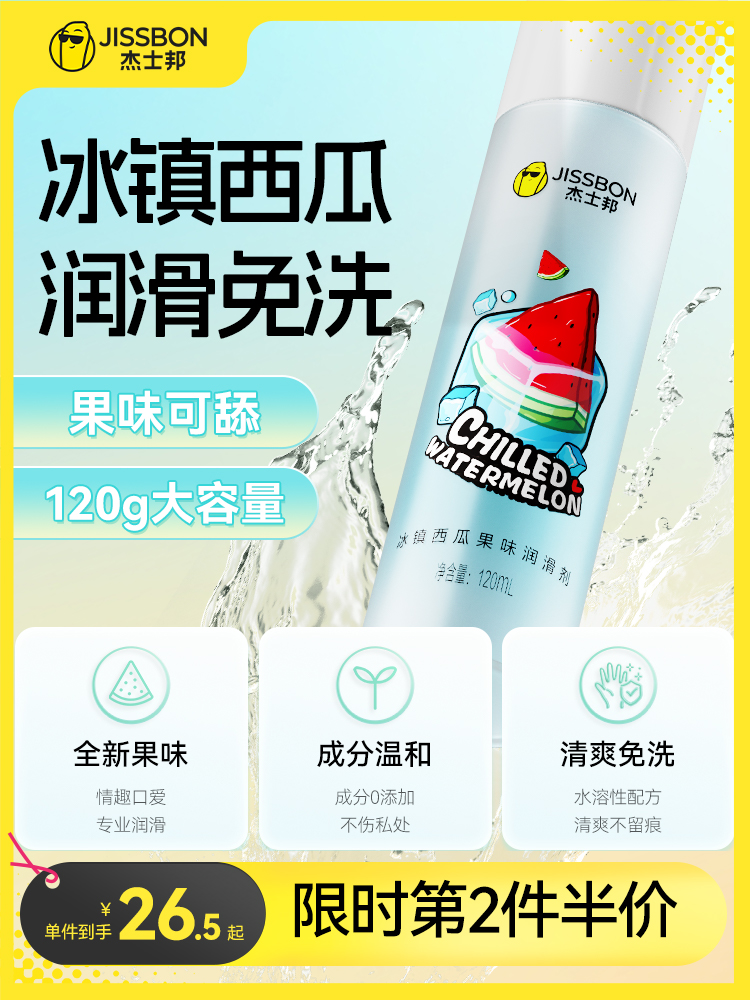 JISSBON
杰士邦
冰镇西瓜
润滑免洗
果味可舔
120g大容量
JISSBON
杰士邦
CHILLED
WATERMELON
冰镇西瓜果味润滑剂
净含量：120mL
全新果味
情趣口爱
专业润滑
成分温和
成分0添加
不伤私处
清爽免洗
水溶性配方
清爽不留痕
¥
单件到手 26.5 起
限时第2件半价